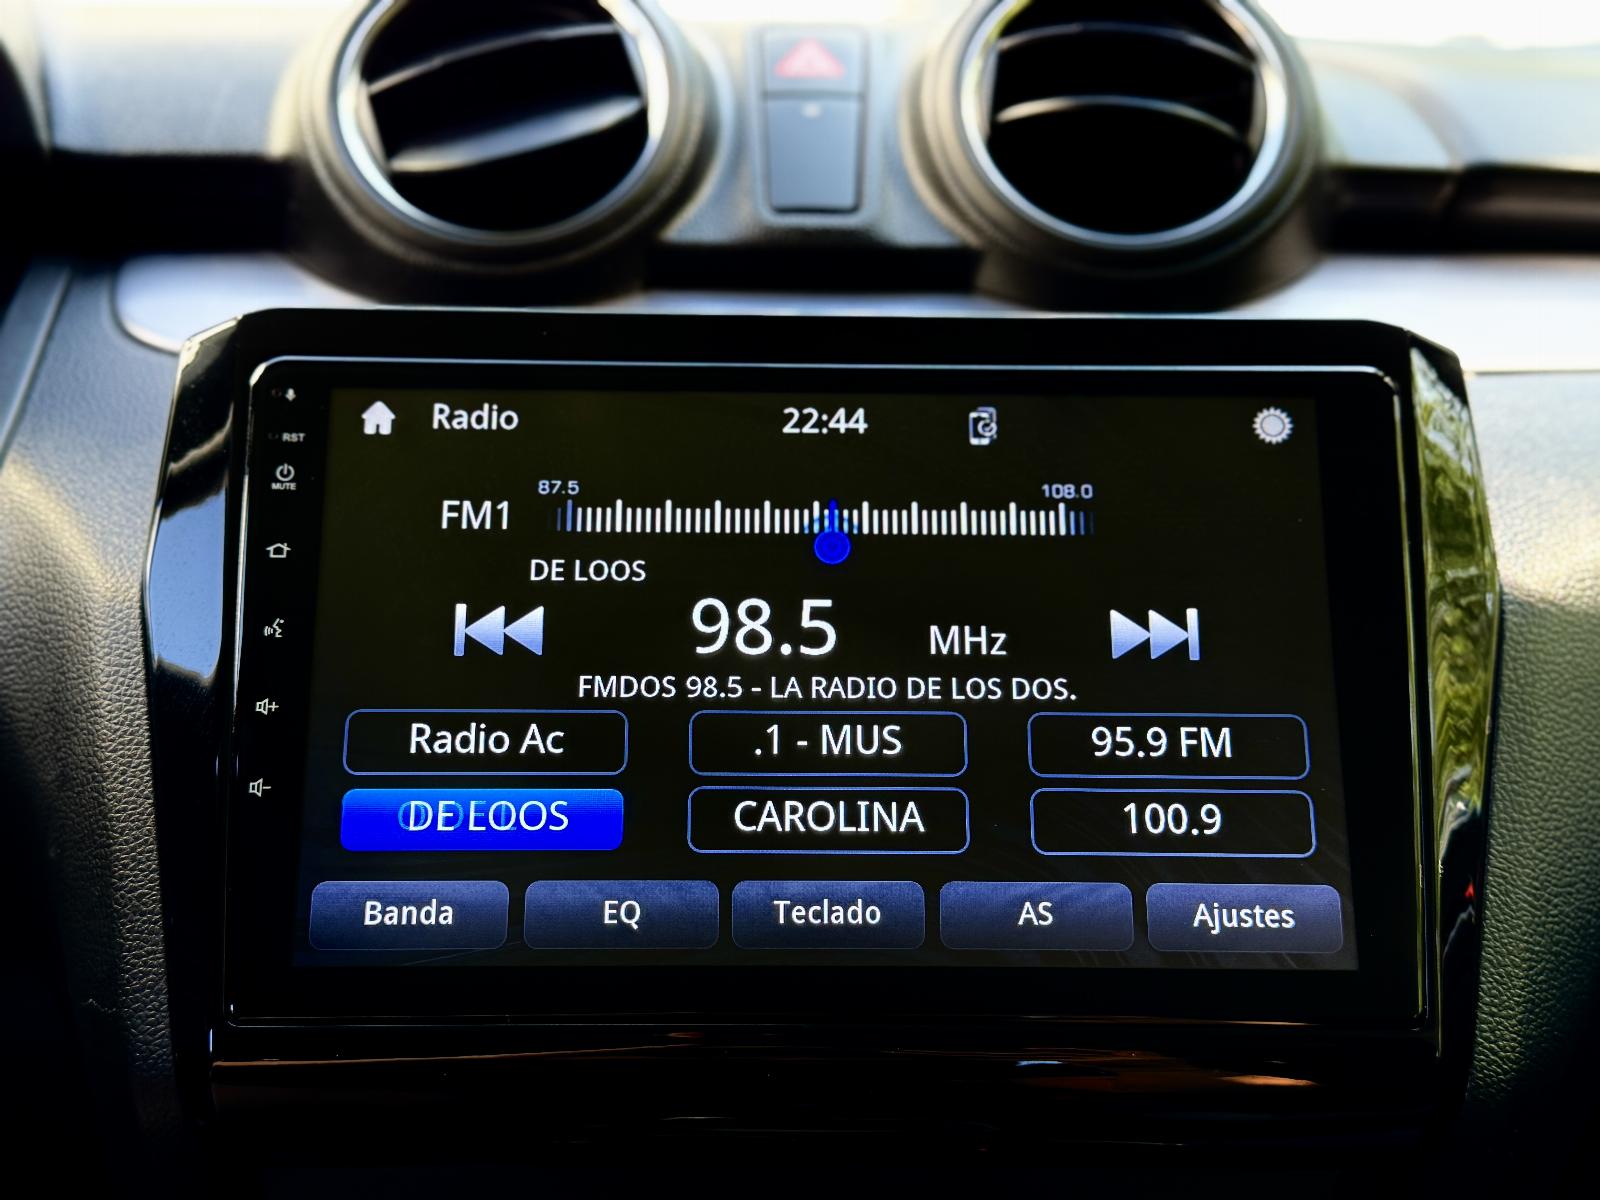 Radio 22:44
RST
MUTE
87.5 108.0
FM1
DE LOOS
98.5 MHz
FMDOS 98.5 - LA RADIO DE LOS DOS.
Radio Ac .1 - MUS 95.9 FM
CAROLINA 100.9
Banda EQ Teclado AS Ajustes